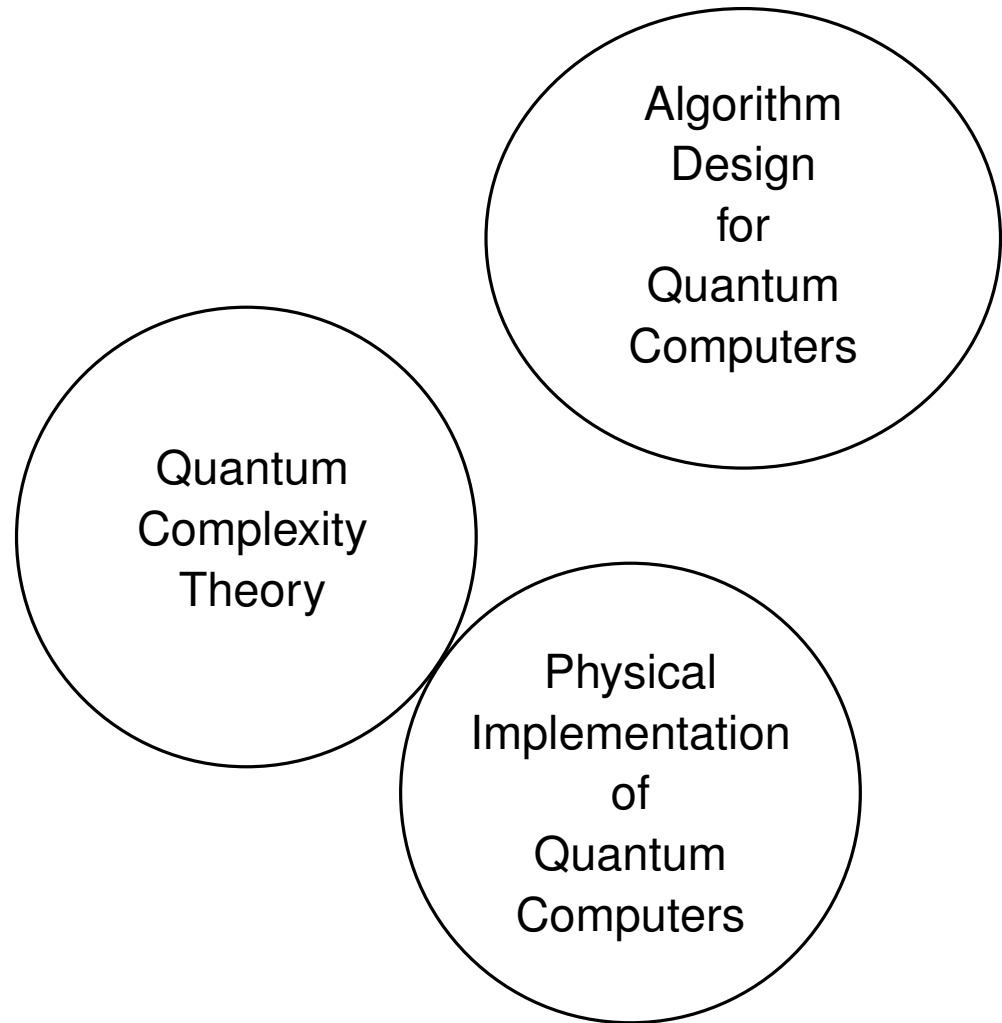 Algorithm
Design
for
Quantum
Computers
Quantum
Complexity
Theory
Physical
Implementation
of
Quantum
Computers